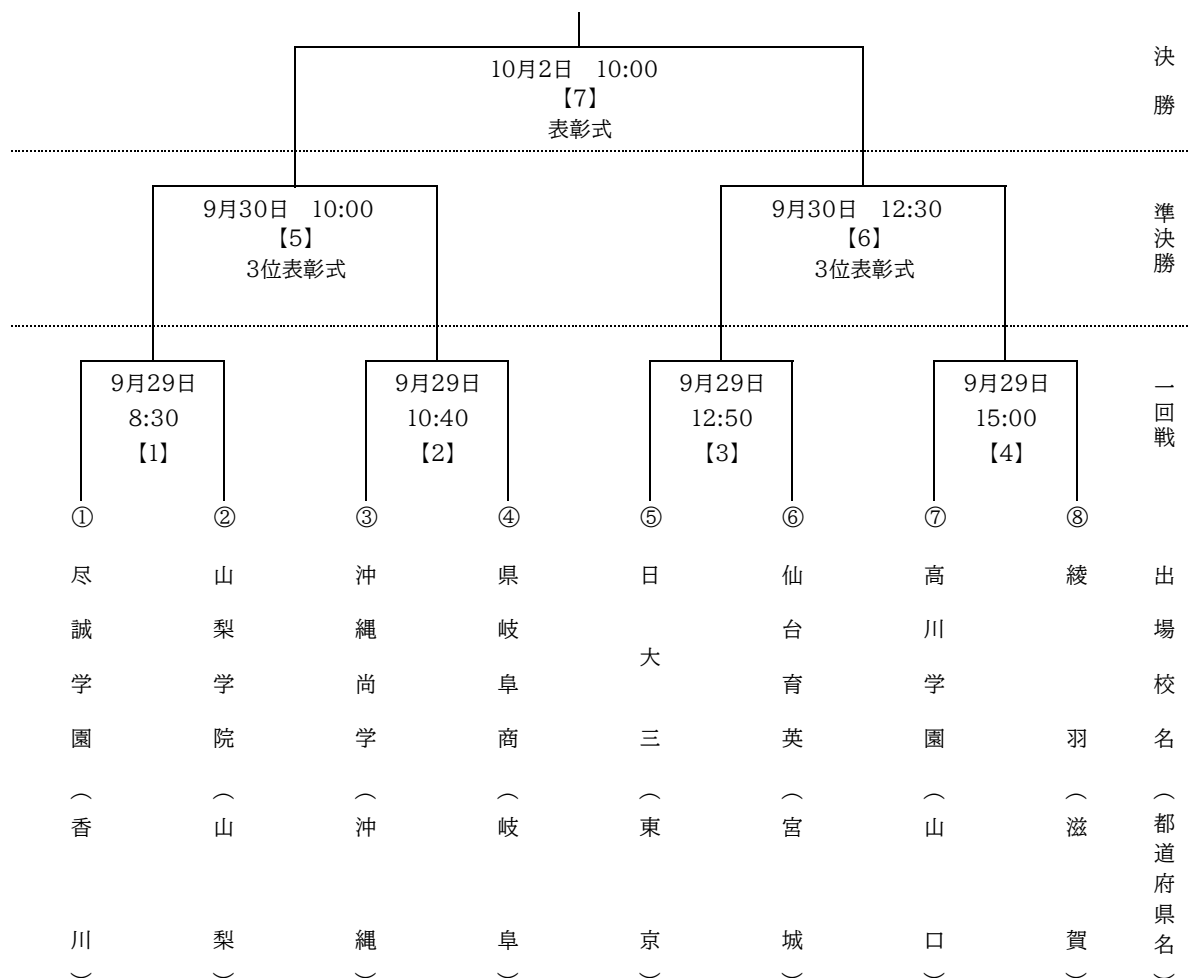 10月2日　10:00
【7】
表彰式
決勝
9月30日　10:00
【5】
3位表彰式
9月30日　12:30
【6】
3位表彰式
準決勝
9月29日
8:30
【1】
9月29日
10:40
【2】
9月29日
12:50
【3】
9月29日
15:00
【4】
一回戦
①
②
③
④
⑤
⑥
⑦
⑧
尽誠学園（香川）
山梨学院（山梨）
沖縄尚学（沖縄）
県岐阜商（岐阜）
日大三（東京）
仙台育英（宮城）
高川学園（山口）
綾羽（滋賀）
出場校名（都道府県名）